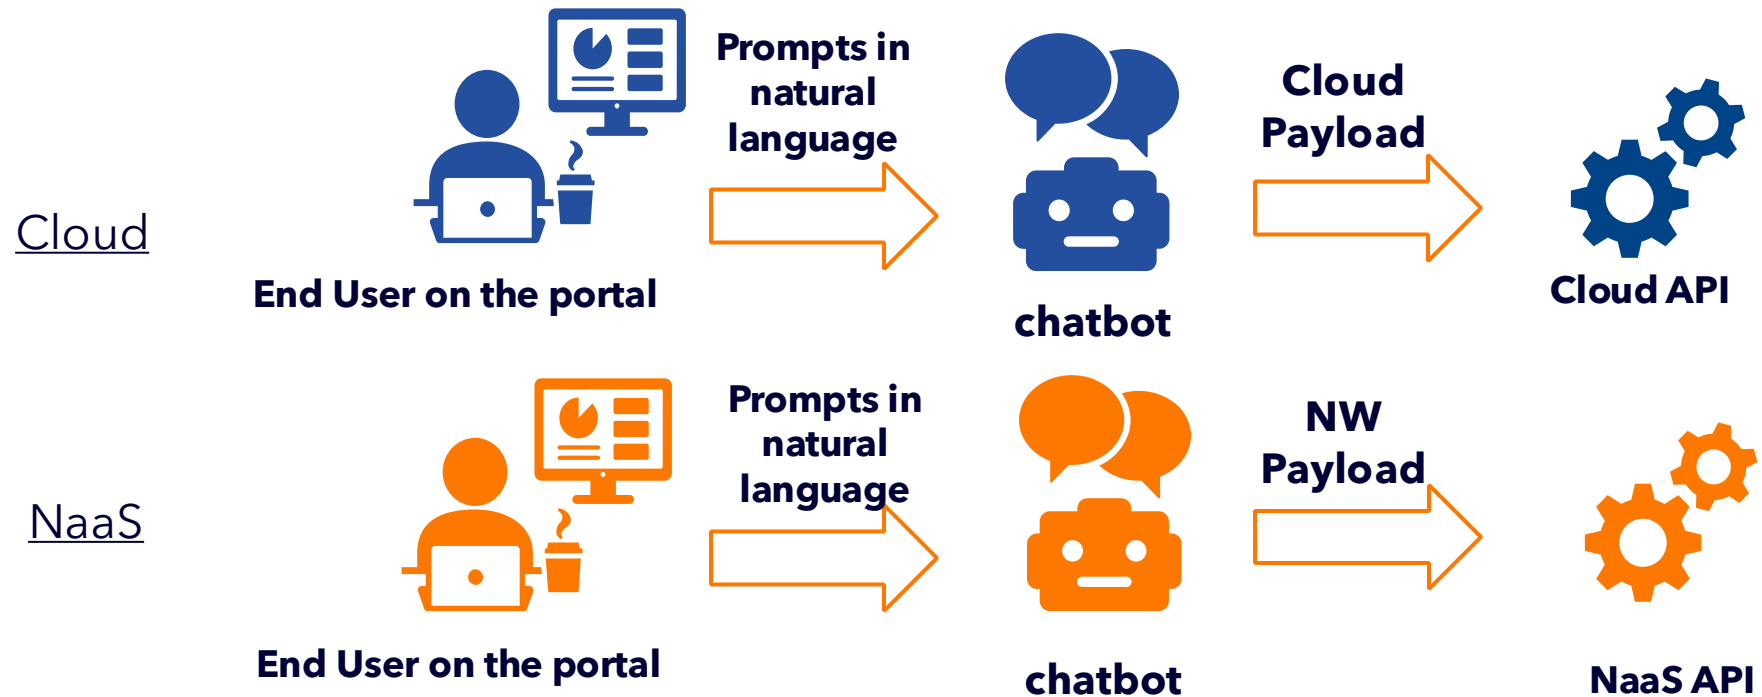 Cloud
Prompts in
natural
language
Cloud
Payload
End User on the portal
chatbot
Cloud API
NaaS
Prompts in
natural
language
NW
Payload
End User on the portal
chatbot
NaaS API